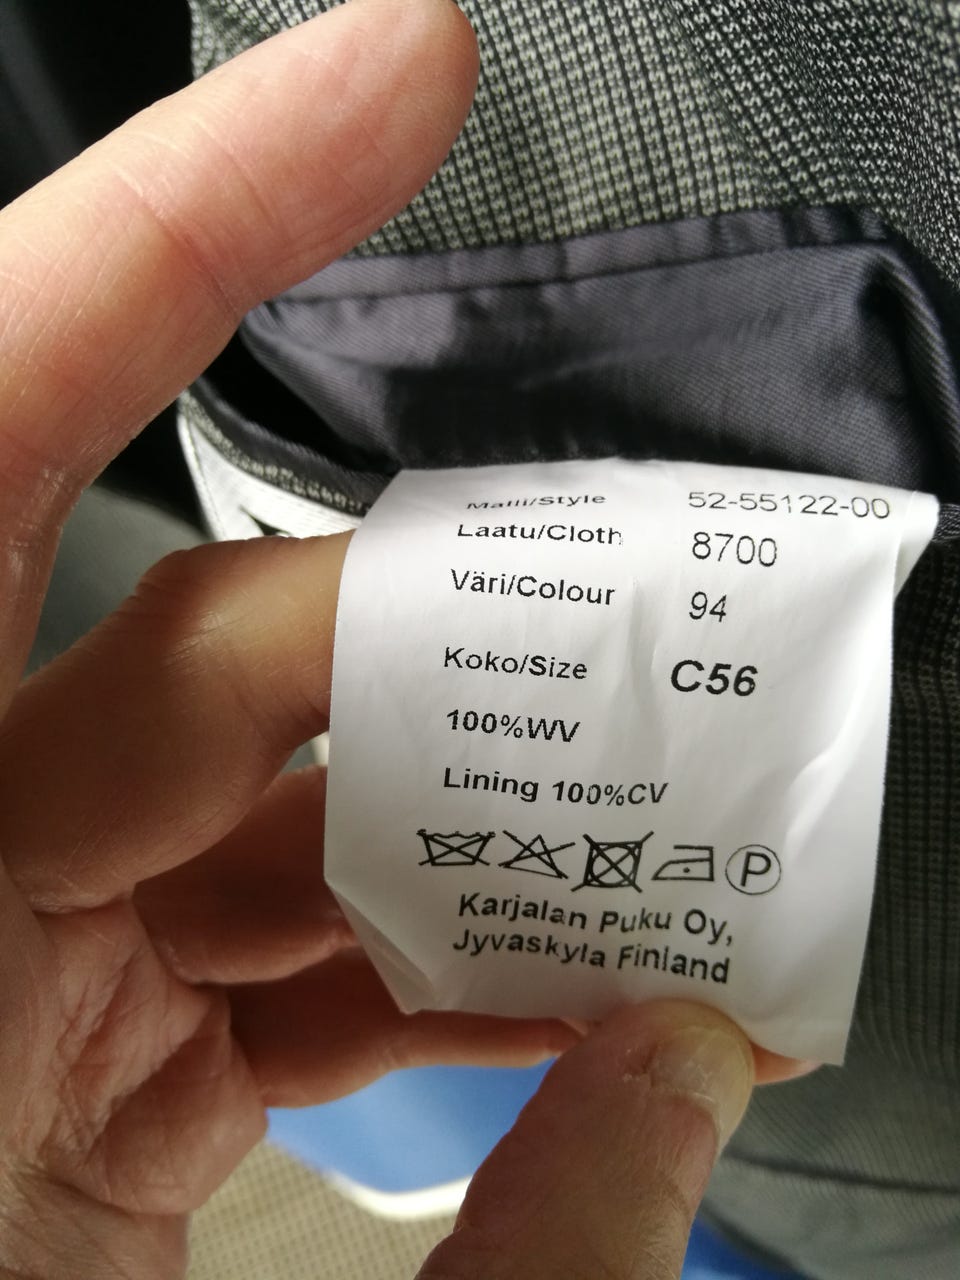 Malli/Style 52-55122-00
Laatu/Cloth 8700
Väri/Colour 94
Koko/Size C56
100%WV
Lining 100%CV
P
Karjalan Puku Oy,
Jyvaskyla Finland